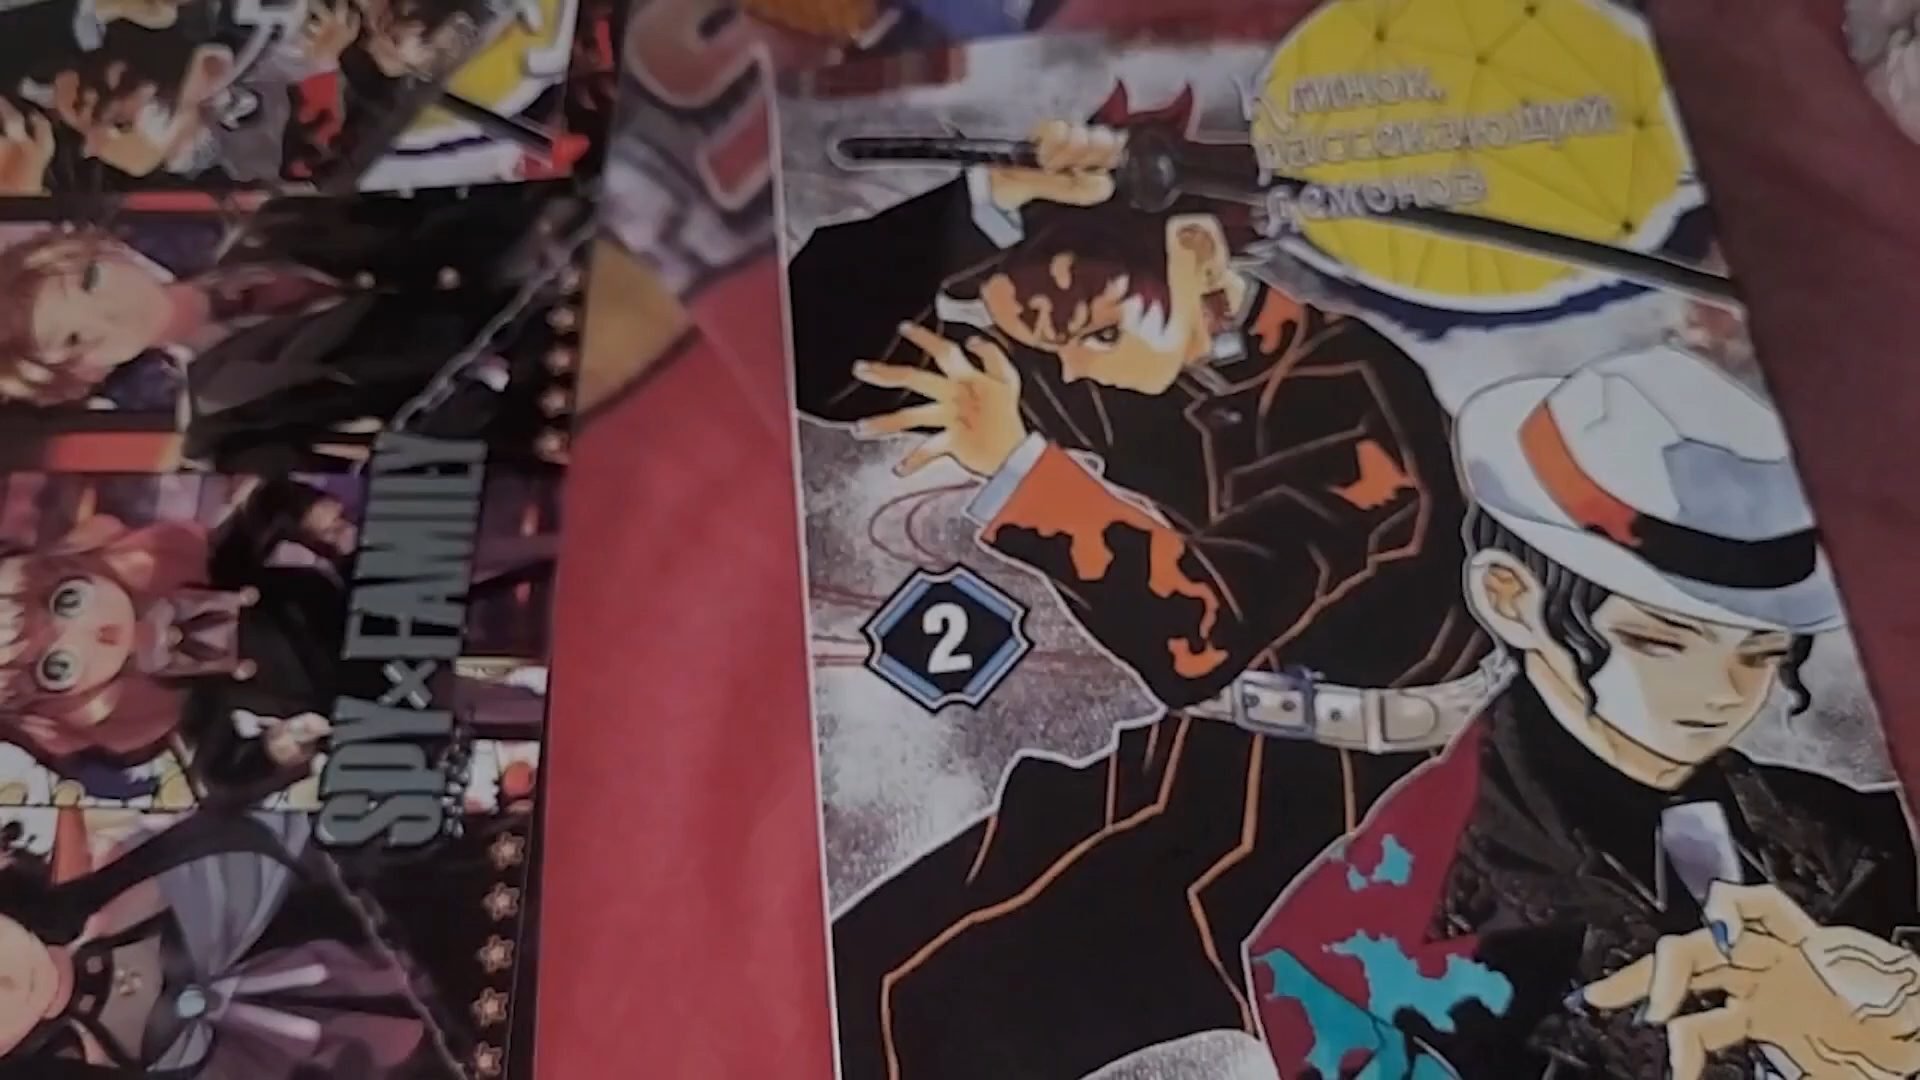 Клинок,
рассекающий
демонов
2
SPY×FAMILY